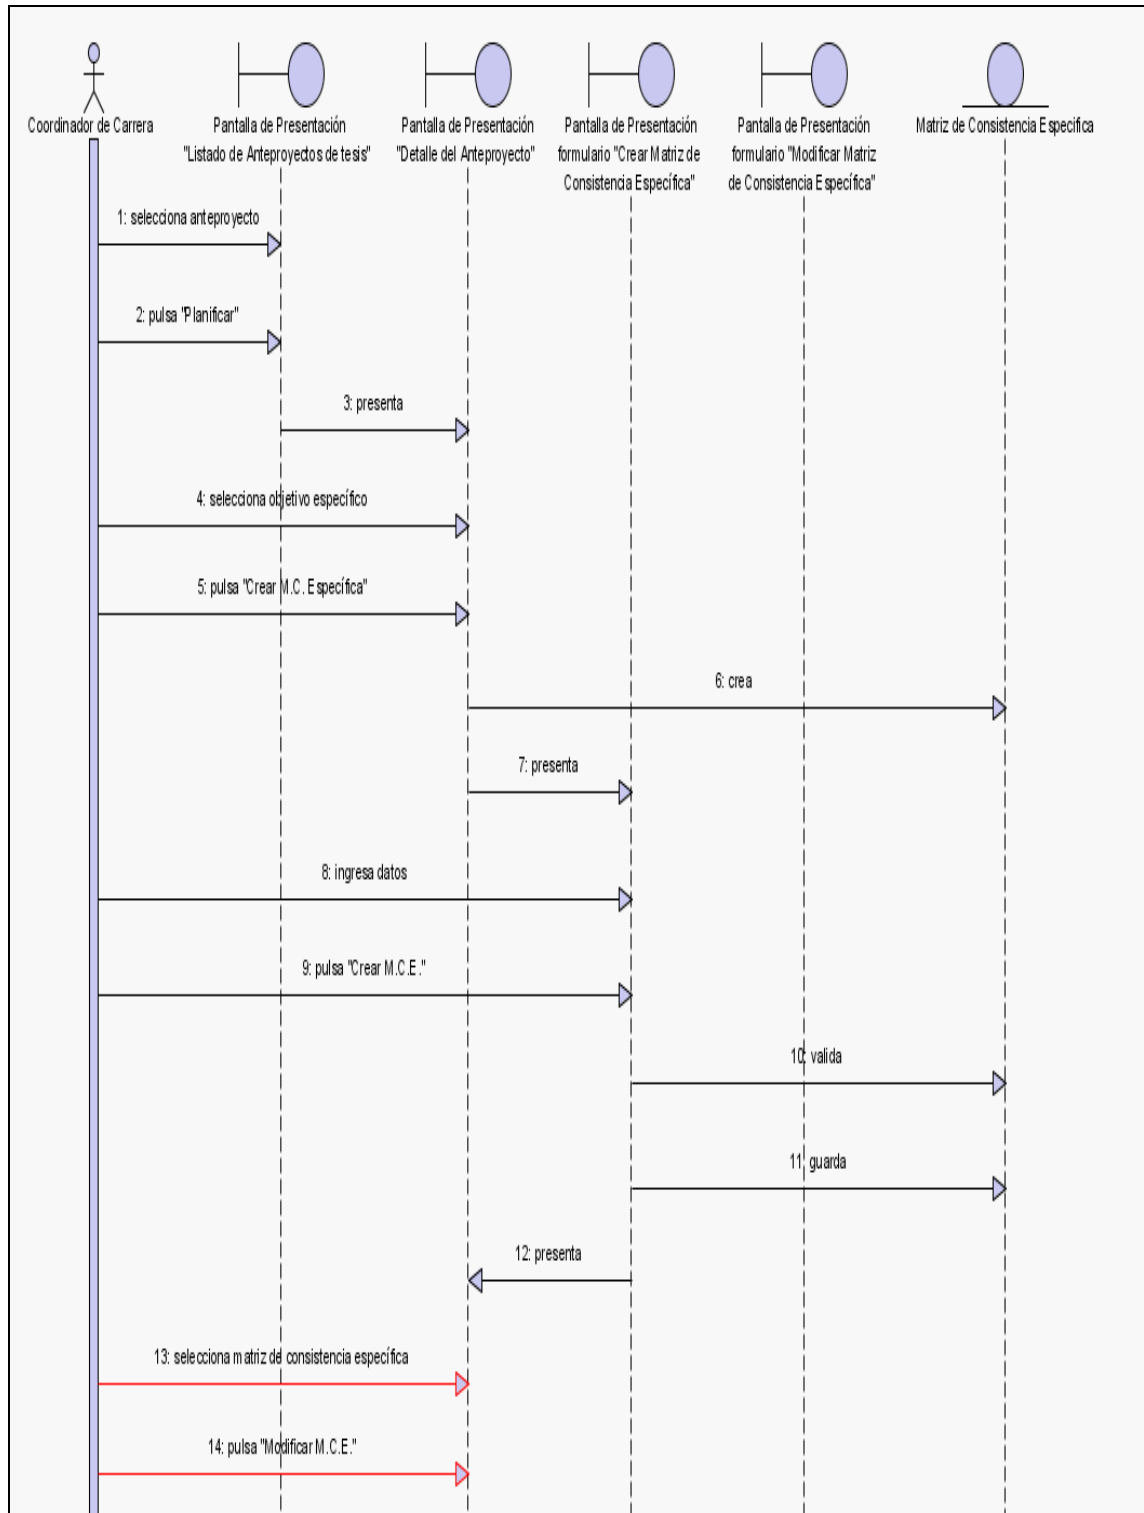 Coordinador de Carrera
Pantalla de Presentación
"Listado de Anteproyectos de tesis"
Pantalla de Presentación
"Detalle del Anteproyecto"
Pantalla de Presentación
formulario "Crear Matriz de
Consistencia Específica"
Pantalla de Presentación
formulario "Modificar Matriz
de Consistencia Específica"
Matriz de Consistencia Especifica
1: selecciona anteproyecto
2: pulsa "Planificar"
3: presenta
4: selecciona objetivo específico
5: pulsa "Crear M.C. Específica"
6: crea
7: presenta
8: ingresa datos
9: pulsa "Crear M.C.E."
10: valida
11: guarda
12: presenta
13: selecciona matriz de consistencia específica
14: pulsa "Modificar M.C.E."